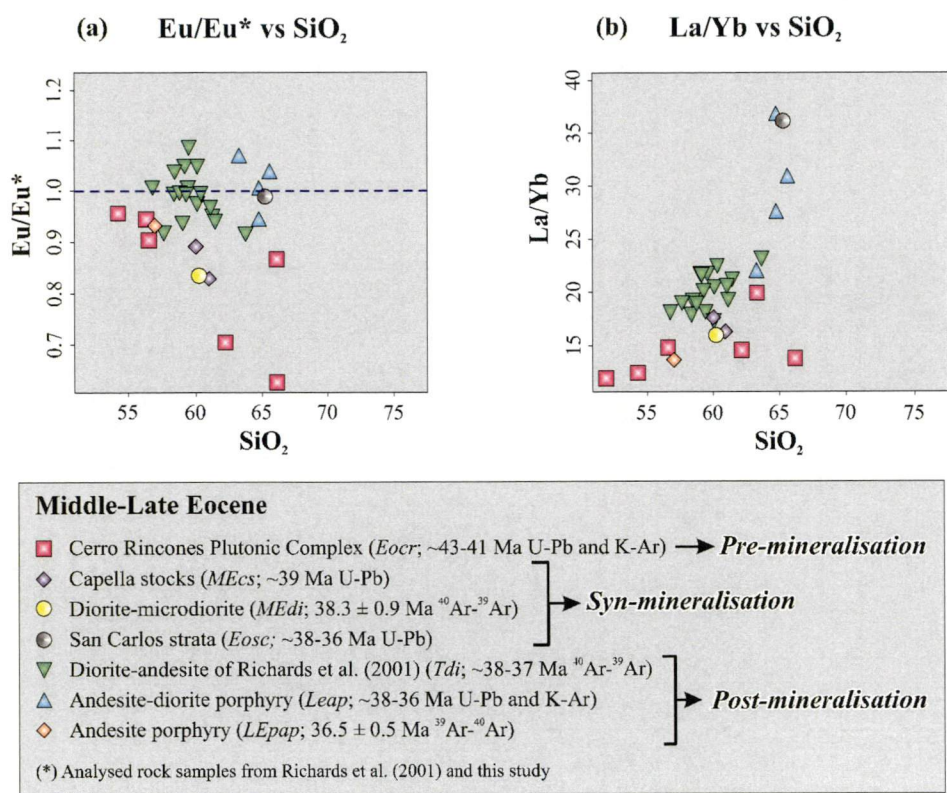 (a) Eu/Eu* vs SiO₂
1.2
1.1
1.0
0.9
0.8
0.7
Eu/Eu*
55 60 65 70 75
SiO₂
(b) La/Yb vs SiO₂
40
35
30
25
20
15
La/Yb
55 60 65 70 75
SiO₂
Middle-Late Eocene
Cerro Rincones Plutonic Complex (Eocr; ~43-41 Ma U-Pb and K-Ar) Pre-mineralisation
Capella stocks (MEcs; ~39 Ma U-Pb)
Diorite-microdiorite (MEdi; 38.3 ± 0.9 Ma ⁴⁰Ar-³⁹Ar) Syn-mineralisation
San Carlos strata (Eosc; ~38-36 Ma U-Pb)
Diorite-andesite of Richards et al. (2001) (Tdi; ~38-37 Ma ⁴⁰Ar-³⁹Ar)
Andesite-diorite porphyry (Leap; ~38-36 Ma U-Pb and K-Ar) Post-mineralisation
Andesite porphyry (LEpap; 36.5 ± 0.5 Ma ³⁹Ar-⁴⁰Ar)
(*) Analysed rock samples from Richards et al. (2001) and this study